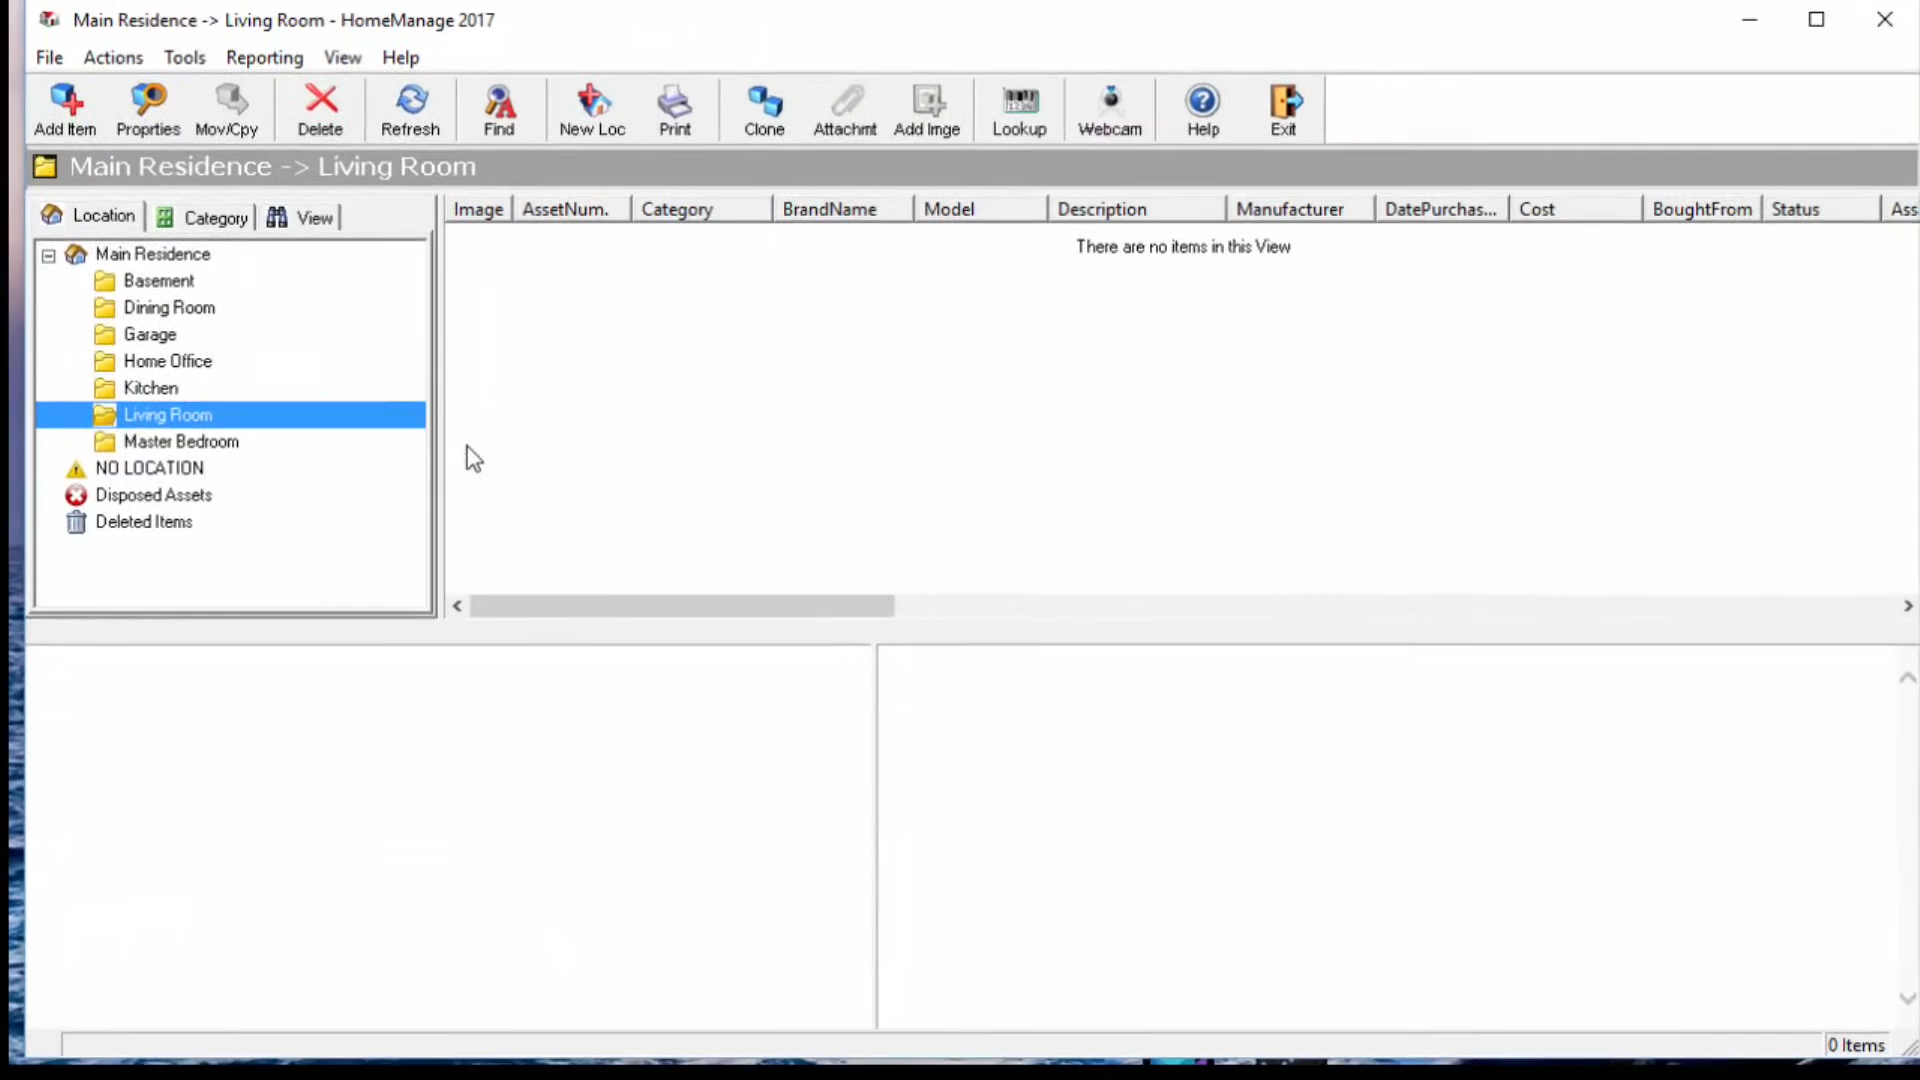 Main Residence -> Living Room - HomeManage 2017
File Actions Tools Reporting View Help
Add Item Proprties Mov/Cpy Delete Refresh Find New Loc Print Clone Attachmt Add Imge Lookup Webcam Help Exit
Main Residence -> Living Room
Location Category View
Image AssetNum. Category BrandName Model Description Manufacturer DatePurchas... Cost BoughtFrom Status Ass
There are no items in this View
Main Residence
Basement
Dining Room
Garage
Home Office
Kitchen
Living Room
Master Bedroom
NO LOCATION
Disposed Assets
Deleted Items
0 Items